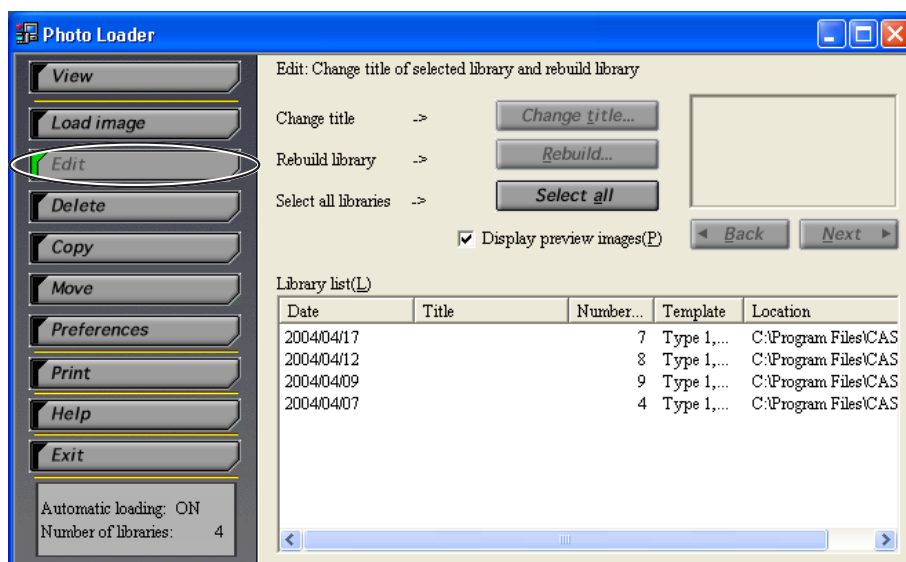 Photo Loader
View
Load image
Edit
Delete
Copy
Move
Preferences
Print
Help
Exit
Automatic loading: ON
Number of libraries: 4
Edit: Change title of selected library and rebuild library
Change title -> Change title...
Rebuild library -> Rebuild...
Select all libraries -> Select all
Display preview images(P)
Back Next
Library list(L)
Date Title Number... Template Location
2004/04/17 7 Type 1,... C:\Program Files\CAS
2004/04/12 8 Type 1,... C:\Program Files\CAS
2004/04/09 9 Type 1,... C:\Program Files\CAS
2004/04/07 4 Type 1,... C:\Program Files\CAS